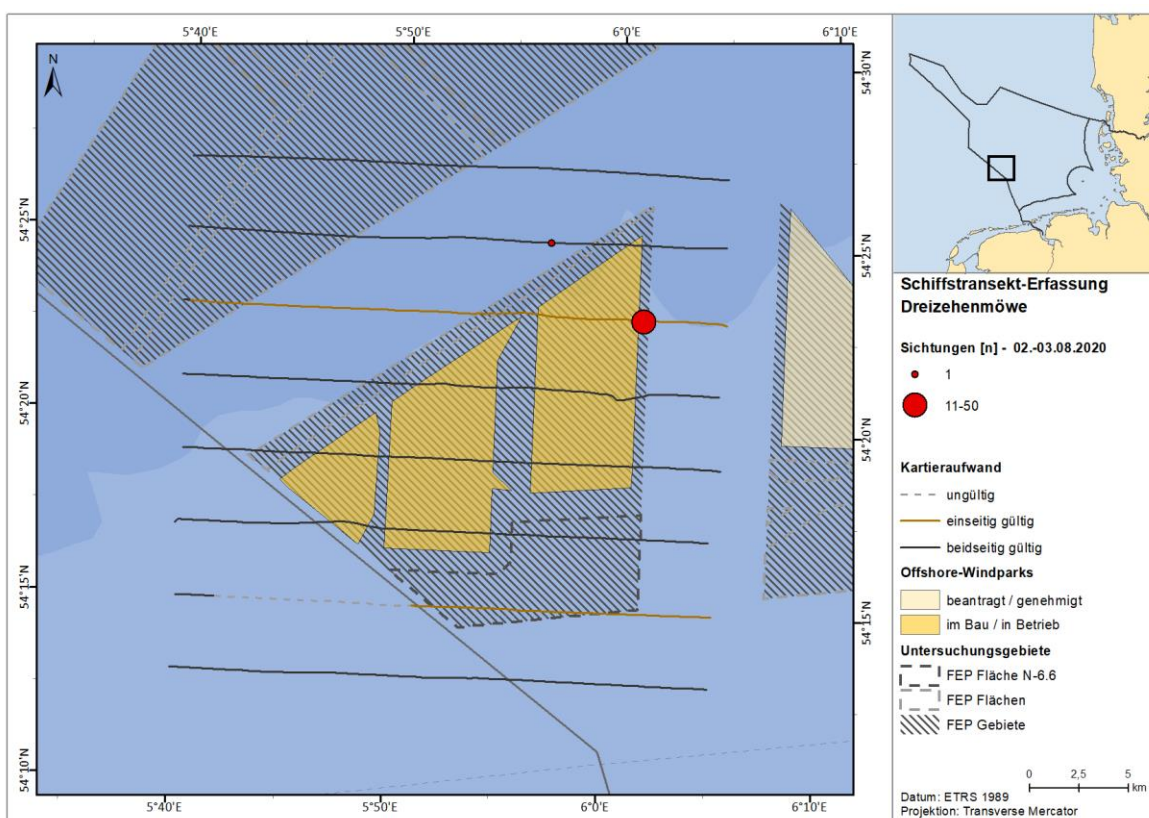 5°40'E
5°50'E
6°0'E
6°10'E
N
54°30'N
54°25'N
54°25'N
54°20'N
54°20'N
54°15'N
54°15'N
54°10'N
5°40'E
5°50'E
6°0'E
6°10'E
Schiffstransekt-Erfassung
Dreizehenmöwe
Sichtungen [n] - 02.-03.08.2020
1
11-50
Kartieraufwand
ungültig
einseitig gültig
beidseitig gültig
Offshore-Windparks
beantragt / genehmigt
im Bau / in Betrieb
Untersuchungsgebiete
FEP Fläche N-6.6
FEP Flächen
FEP Gebiete
0 2,5 5
km
Datum: ETRS 1989
Projektion: Transverse Mercator